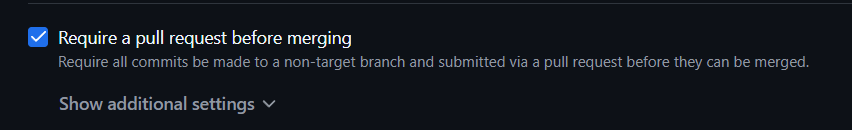 Require a pull request before merging
Require all commits be made to a non-target branch and submitted via a pull request before they can be merged.
Show additional settings